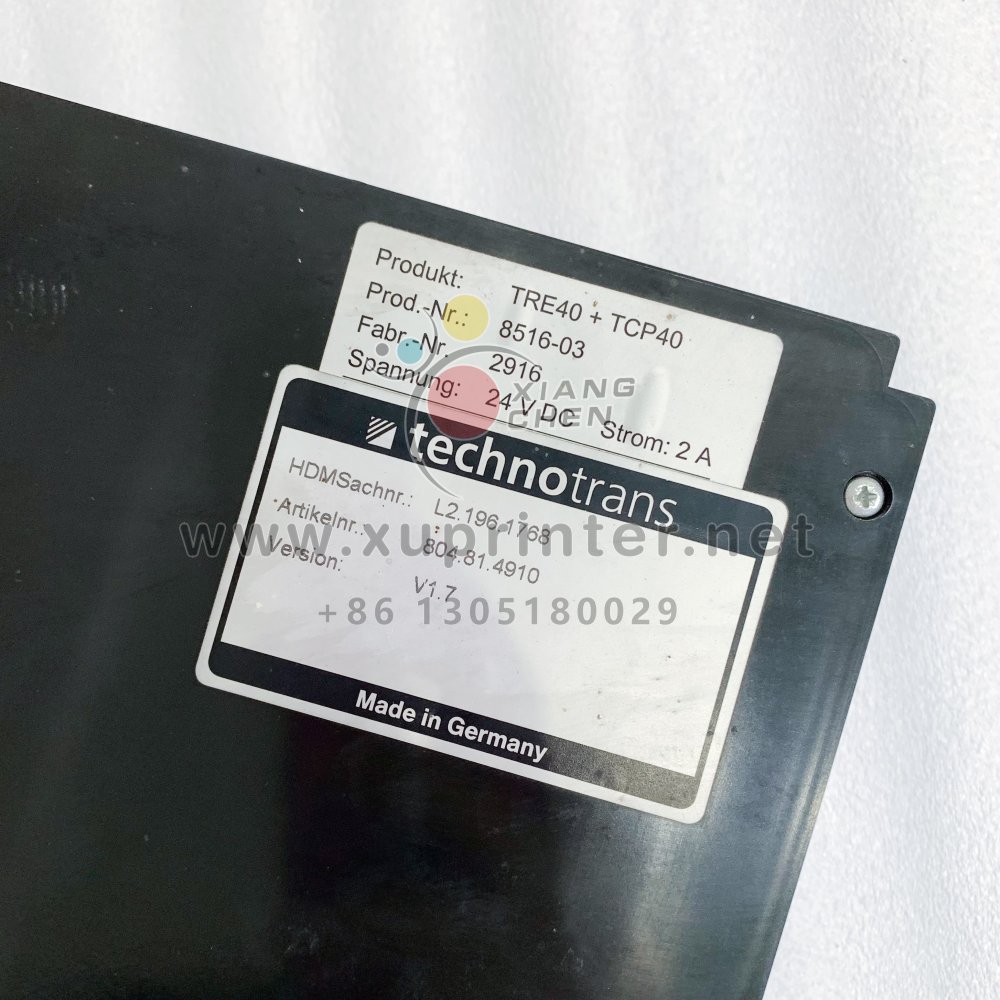 Produkt: TRE40 + TCP40
Prod.-Nr.: 8516-03
Fabr.-Nr. 2916
Spannung: 24 V DC Strom: 2 A
XIANG
CHEN
technotrans
HDMSachnr.: L2.196.1768
Artikelnr.: 804.81.4910
www.xuprinter.net
Version: V1.7
+86 1305180029
Made in Germany